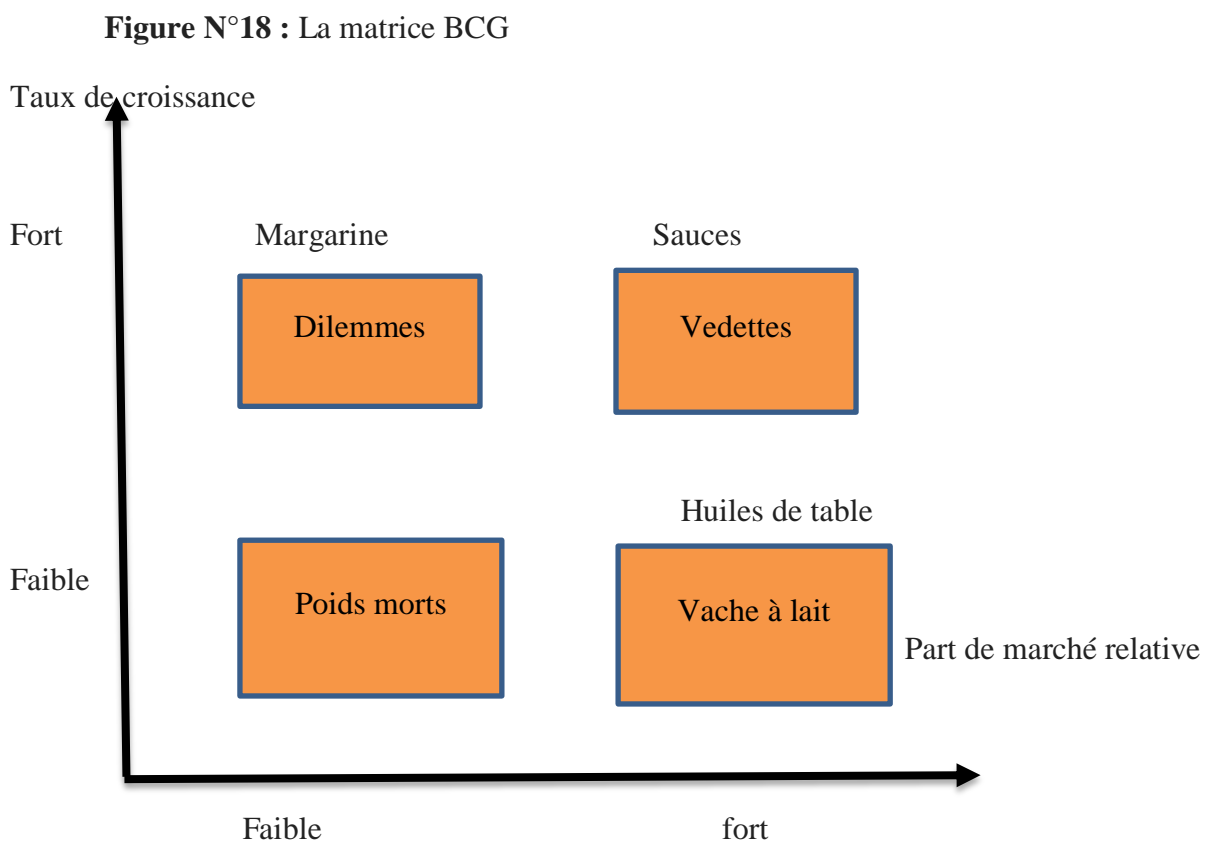 Figure N°18 : La matrice BCG
Taux de croissance
Fort Margarine Sauces
Dilemmes Vedettes
Huiles de table
Faible Poids morts Vache à lait
Part de marché relative
Faible fort